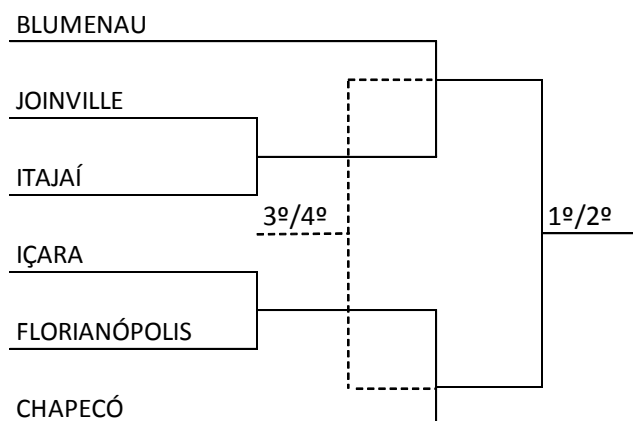 BLUMENAU
JOINVILLE
ITAJAÍ
3º/4º
1º/2º
IÇARA
FLORIANÓPOLIS
CHAPECÓ